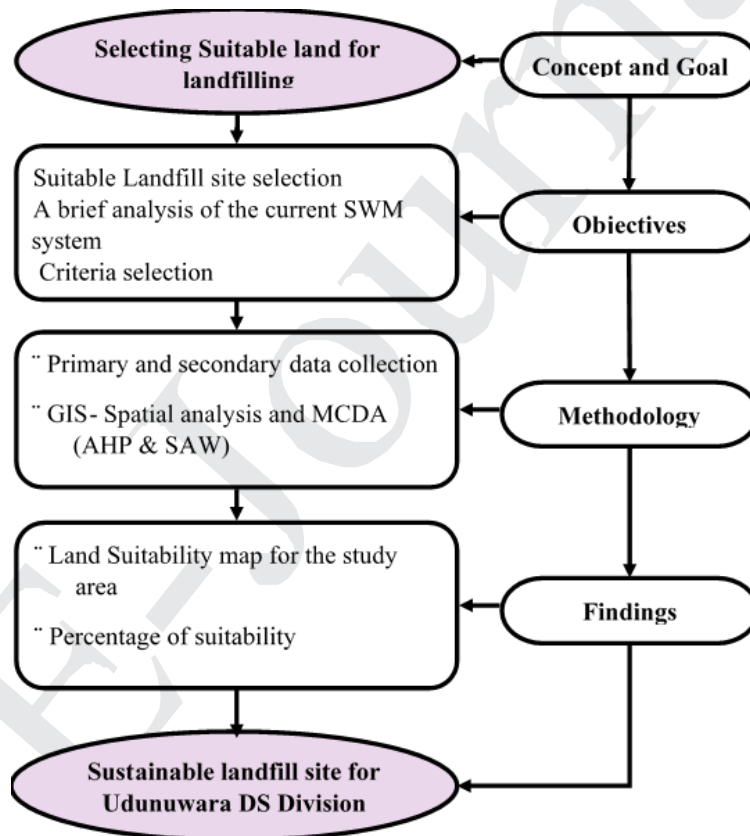 Selecting Suitable land for
landfilling
Concept and Goal
Suitable Landfill site selection
A brief analysis of the current SWM
system
Criteria selection
Objectives
¨ Primary and secondary data collection
¨ GIS- Spatial analysis and MCDA
(AHP & SAW)
Methodology
¨ Land Suitability map for the study
area
¨ Percentage of suitability
Findings
Sustainable landfill site for
Udunuwara DS Division
E-Journa